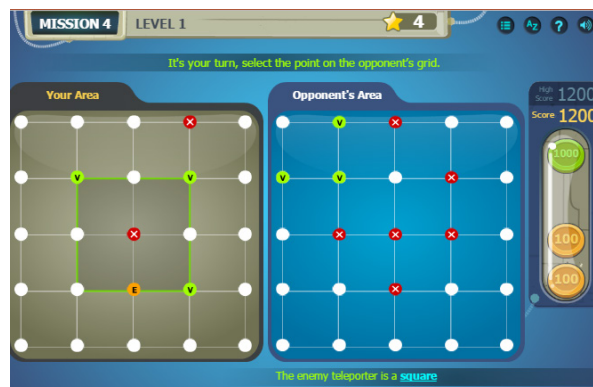 MISSION 4 LEVEL 1 4
AZ ?
It's your turn, select the point on the opponent's grid.
Your Area Opponent's Area
High Score 1200
Score 1200
1000
100
100
X V X
V V V V X
X X X X
E V X
The enemy teleporter is a square